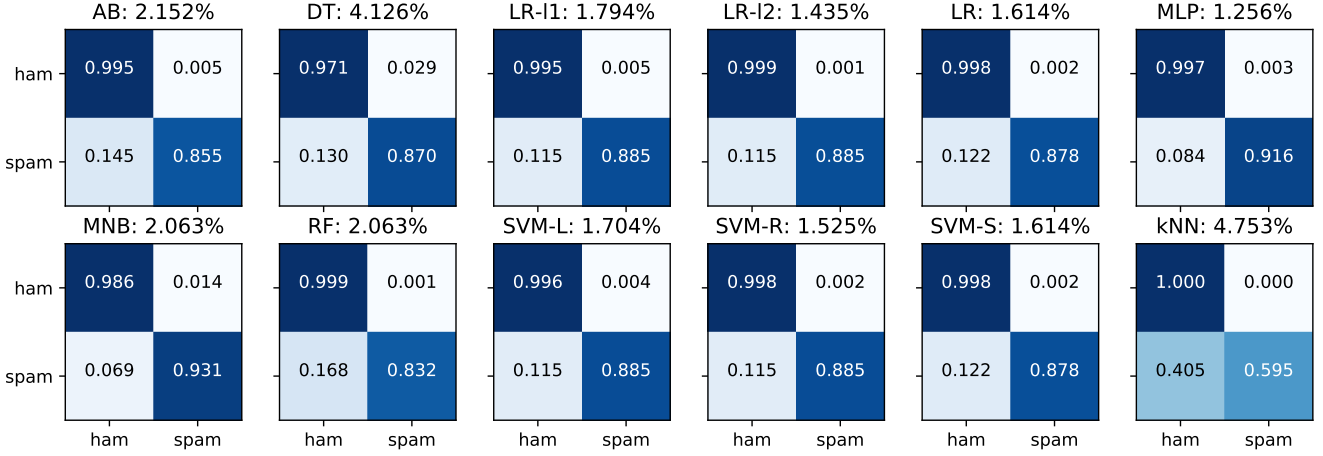 AB: 2.152% DT: 4.126% LR-l1: 1.794% LR-l2: 1.435% LR: 1.614% MLP: 1.256%
ham 0.995 0.005 0.971 0.029 0.995 0.005 0.999 0.001 0.998 0.002 0.997 0.003
spam 0.145 0.855 0.130 0.870 0.115 0.885 0.115 0.885 0.122 0.878 0.084 0.916
MNB: 2.063% RF: 2.063% SVM-L: 1.704% SVM-R: 1.525% SVM-S: 1.614% kNN: 4.753%
ham 0.986 0.014 0.999 0.001 0.996 0.004 0.998 0.002 0.998 0.002 1.000 0.000
spam 0.069 0.931 0.168 0.832 0.115 0.885 0.115 0.885 0.122 0.878 0.405 0.595
ham spam ham spam ham spam ham spam ham spam ham spam